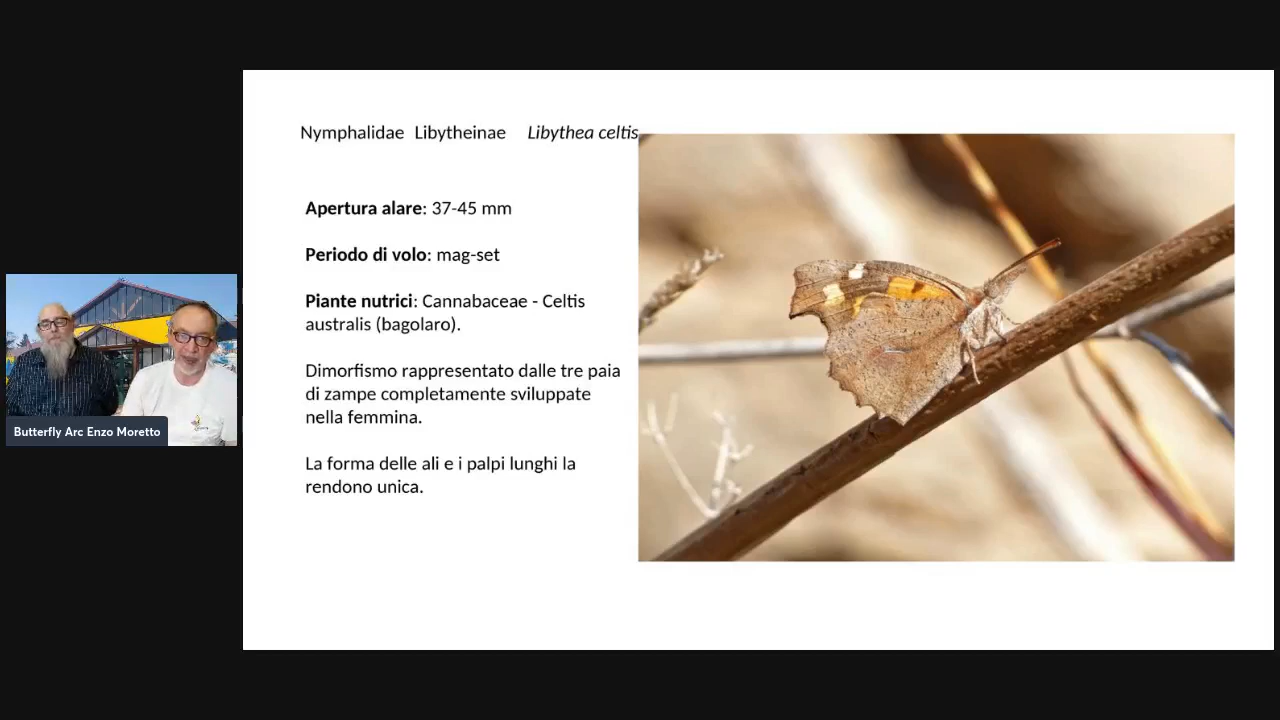 Nymphalidae Libytheinae Libythea celtis
Apertura alare: 37-45 mm
Periodo di volo: mag-set
Piante nutrici: Cannabaceae - Celtis
australis (bagolaro).
Dimorfismo rappresentato dalle tre paia
di zampe completamente sviluppate
nella femmina.
La forma delle ali e i palpi lunghi la
rendono unica.
Butterfly Arc Enzo Moretto